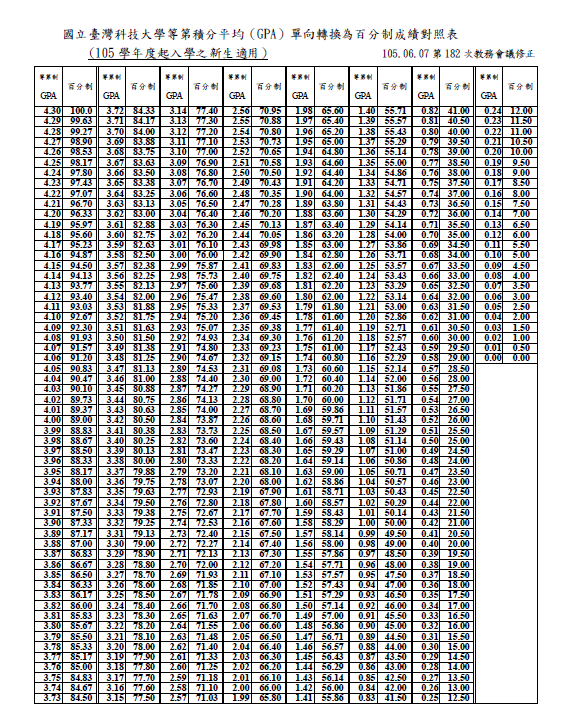 國立臺灣科技大學等第積分平均(GPA)單向轉換為百分制成績對照表
(105學年度起入學之新生適用) 105.06.07第182次教務會議修正
等第制 GPA 百分制 等第制 GPA 百分制 等第制 GPA 百分制 等第制 GPA 百分制 等第制 GPA 百分制 等第制 GPA 百分制 等第制 GPA 百分制 等第制 GPA 百分制
4.30 100.0 3.72 84.33 3.14 77.40 2.56 70.95 1.98 65.60 1.40 55.71 0.82 41.00 0.24 12.00
4.29 99.63 3.71 84.17 3.13 77.30 2.55 70.88 1.97 65.40 1.39 55.57 0.81 40.50 0.23 11.50
4.28 99.27 3.70 84.00 3.12 77.20 2.54 70.80 1.96 65.20 1.38 55.43 0.80 40.00 0.22 11.00
4.27 98.90 3.69 83.88 3.11 77.10 2.53 70.73 1.95 65.00 1.37 55.29 0.79 39.50 0.21 10.50
4.26 98.53 3.68 83.75 3.10 77.00 2.52 70.65 1.94 64.80 1.36 55.14 0.78 39.00 0.20 10.00
4.25 98.17 3.67 83.63 3.09 76.90 2.51 70.58 1.93 64.60 1.35 55.00 0.77 38.50 0.19 9.50
4.24 97.80 3.66 83.50 3.08 76.80 2.50 70.50 1.92 64.40 1.34 54.86 0.76 38.00 0.18 9.00
4.23 97.43 3.65 83.38 3.07 76.70 2.49 70.43 1.91 64.20 1.33 54.71 0.75 37.50 0.17 8.50
4.22 97.07 3.64 83.25 3.06 76.60 2.48 70.35 1.90 64.00 1.32 54.57 0.74 37.00 0.16 8.00
4.21 96.70 3.63 83.13 3.05 76.50 2.47 70.28 1.89 63.80 1.31 54.43 0.73 36.50 0.15 7.50
4.20 96.33 3.62 83.00 3.04 76.40 2.46 70.20 1.88 63.60 1.30 54.29 0.72 36.00 0.14 7.00
4.19 95.97 3.61 82.88 3.03 76.30 2.45 70.13 1.87 63.40 1.29 54.14 0.71 35.50 0.13 6.50
4.18 95.60 3.60 82.75 3.02 76.20 2.44 70.05 1.86 63.20 1.28 54.00 0.70 35.00 0.12 6.00
4.17 95.23 3.59 82.63 3.01 76.10 2.43 69.98 1.85 63.00 1.27 53.86 0.69 34.50 0.11 5.50
4.16 94.87 3.58 82.50 3.00 76.00 2.42 69.90 1.84 62.80 1.26 53.71 0.68 34.00 0.10 5.00
4.15 94.50 3.57 82.38 2.99 75.87 2.41 69.83 1.83 62.60 1.25 53.57 0.67 33.50 0.09 4.50
4.14 94.13 3.56 82.25 2.98 75.73 2.40 69.75 1.82 62.40 1.24 53.43 0.66 33.00 0.08 4.00
4.13 93.77 3.55 82.13 2.97 75.60 2.39 69.68 1.81 62.20 1.23 53.29 0.65 32.50 0.07 3.50
4.12 93.40 3.54 82.00 2.96 75.47 2.38 69.60 1.80 62.00 1.22 53.14 0.64 32.00 0.06 3.00
4.11 93.03 3.53 81.88 2.95 75.33 2.37 69.53 1.79 61.80 1.21 53.00 0.63 31.50 0.05 2.50
4.10 92.67 3.52 81.75 2.94 75.20 2.36 69.45 1.78 61.60 1.20 52.86 0.62 31.00 0.04 2.00
4.09 92.30 3.51 81.63 2.93 75.07 2.35 69.38 1.77 61.40 1.19 52.71 0.61 30.50 0.03 1.50
4.08 91.93 3.50 81.50 2.92 74.93 2.34 69.30 1.76 61.20 1.18 52.57 0.60 30.00 0.02 1.00
4.07 91.57 3.49 81.38 2.91 74.80 2.33 69.23 1.75 61.00 1.17 52.43 0.59 29.50 0.01 0.50
4.06 91.20 3.48 81.25 2.90 74.67 2.32 69.15 1.74 60.80 1.16 52.29 0.58 29.00 0.00 0.00
4.05 90.83 3.47 81.13 2.89 74.53 2.31 69.08 1.73 60.60 1.15 52.14 0.57 28.50
4.04 90.47 3.46 81.00 2.88 74.40 2.30 69.00 1.72 60.40 1.14 52.00 0.56 28.00
4.03 90.10 3.45 80.88 2.87 74.27 2.29 68.90 1.71 60.20 1.13 51.86 0.55 27.50
4.02 89.73 3.44 80.75 2.86 74.13 2.28 68.80 1.70 60.00 1.12 51.71 0.54 27.00
4.01 89.37 3.43 80.63 2.85 74.00 2.27 68.70 1.69 59.86 1.11 51.57 0.53 26.50
4.00 89.00 3.42 80.50 2.84 73.87 2.26 68.60 1.68 59.71 1.10 51.43 0.52 26.00
3.99 88.83 3.41 80.38 2.83 73.73 2.25 68.50 1.67 59.57 1.09 51.29 0.51 25.50
3.98 88.67 3.40 80.25 2.82 73.60 2.24 68.40 1.66 59.43 1.08 51.14 0.50 25.00
3.97 88.50 3.39 80.13 2.81 73.47 2.23 68.30 1.65 59.29 1.07 51.00 0.49 24.50
3.96 88.33 3.38 80.00 2.80 73.33 2.22 68.20 1.64 59.14 1.06 50.86 0.48 24.00
3.95 88.17 3.37 79.88 2.79 73.20 2.21 68.10 1.63 59.00 1.05 50.71 0.47 23.50
3.94 88.00 3.36 79.75 2.78 73.07 2.20 68.00 1.62 58.86 1.04 50.57 0.46 23.00
3.93 87.83 3.35 79.63 2.77 72.93 2.19 67.90 1.61 58.71 1.03 50.43 0.45 22.50
3.92 87.67 3.34 79.50 2.76 72.80 2.18 67.80 1.60 58.57 1.02 50.29 0.44 22.00
3.91 87.50 3.33 79.38 2.75 72.67 2.17 67.70 1.59 58.43 1.01 50.14 0.43 21.50
3.90 87.33 3.32 79.25 2.74 72.53 2.16 67.60 1.58 58.29 1.00 50.00 0.42 21.00
3.89 87.17 3.31 79.13 2.73 72.40 2.15 67.50 1.57 58.14 0.99 49.50 0.41 20.50
3.88 87.00 3.30 79.00 2.72 72.27 2.14 67.40 1.56 58.00 0.98 49.00 0.40 20.00
3.87 86.83 3.29 78.90 2.71 72.13 2.13 67.30 1.55 57.86 0.97 48.50 0.39 19.50
3.86 86.67 3.28 78.80 2.70 72.00 2.12 67.20 1.54 57.71 0.96 48.00 0.38 19.00
3.85 86.50 3.27 78.70 2.69 71.93 2.11 67.10 1.53 57.57 0.95 47.50 0.37 18.50
3.84 86.33 3.26 78.60 2.68 71.85 2.10 67.00 1.52 57.43 0.94 47.00 0.36 18.00
3.83 86.17 3.25 78.50 2.67 71.78 2.09 66.90 1.51 57.29 0.93 46.50 0.35 17.50
3.82 86.00 3.24 78.40 2.66 71.70 2.08 66.80 1.50 57.14 0.92 46.00 0.34 17.00
3.81 85.83 3.23 78.30 2.65 71.63 2.07 66.70 1.49 57.00 0.91 45.50 0.33 16.50
3.80 85.67 3.22 78.20 2.64 71.55 2.06 66.60 1.48 56.86 0.90 45.00 0.32 16.00
3.79 85.50 3.21 78.10 2.63 71.48 2.05 66.50 1.47 56.71 0.89 44.50 0.31 15.50
3.78 85.33 3.20 78.00 2.62 71.40 2.04 66.40 1.46 56.57 0.88 44.00 0.30 15.00
3.77 85.17 3.19 77.90 2.61 71.33 2.03 66.30 1.45 56.43 0.87 43.50 0.29 14.50
3.76 85.00 3.18 77.80 2.60 71.25 2.02 66.20 1.44 56.29 0.86 43.00 0.28 14.00
3.75 84.83 3.17 77.70 2.59 71.18 2.01 66.10 1.43 56.14 0.85 42.50 0.27 13.50
3.74 84.67 3.16 77.60 2.58 71.10 2.00 66.00 1.42 56.00 0.84 42.00 0.26 13.00
3.73 84.50 3.15 77.50 2.57 71.03 1.99 65.80 1.41 55.86 0.83 41.50 0.25 12.50